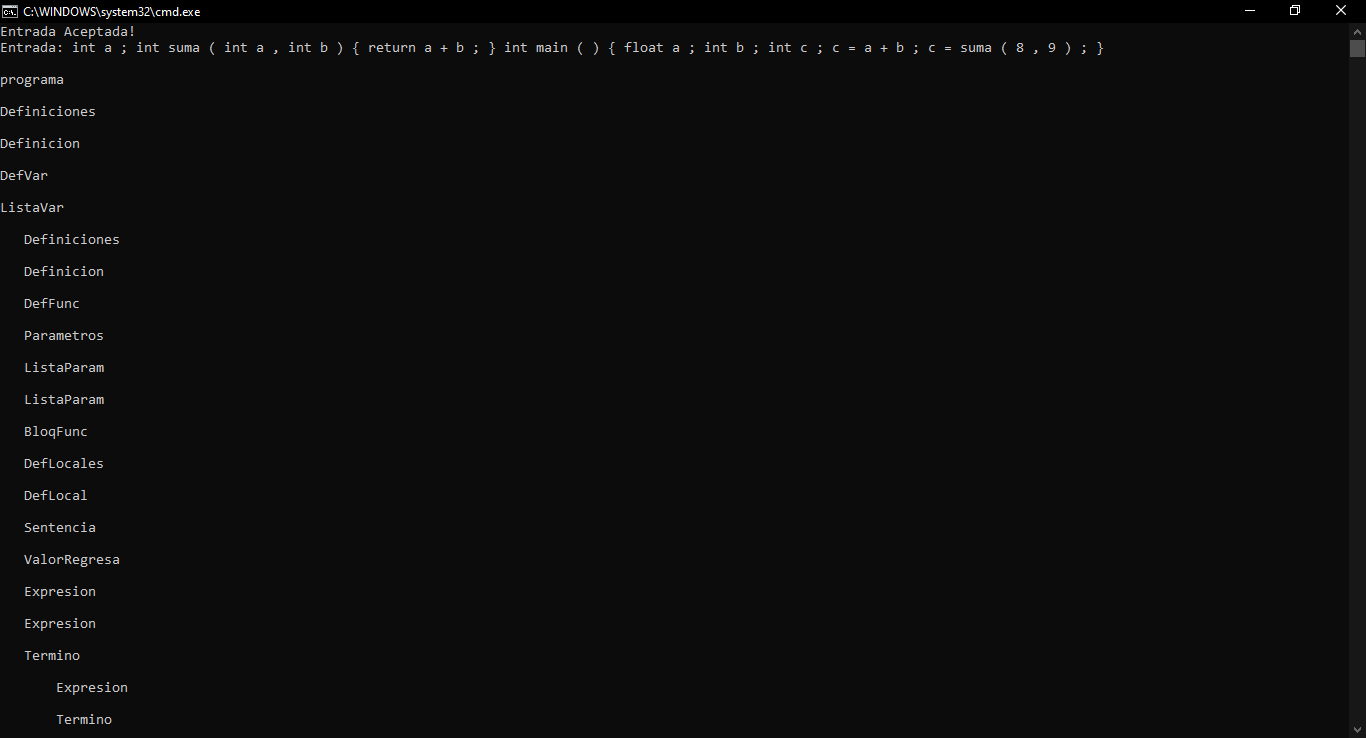 C:\WINDOWS\system32\cmd.exe
Entrada Aceptada!
Entrada: int a ; int suma ( int a , int b ) { return a + b ; } int main ( ) { float a ; int b ; int c ; c = a + b ; c = suma ( 8 , 9 ) ; }
programa
Definiciones
Definicion
DefVar
ListaVar
Definiciones
Definicion
DefFunc
Parametros
ListaParam
ListaParam
BloqFunc
DefLocales
DefLocal
Sentencia
ValorRegresa
Expresion
Expresion
Termino
Expresion
Termino